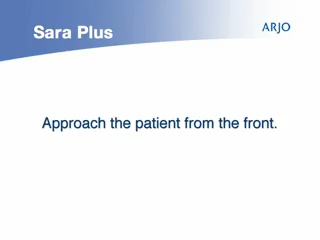 Sara Plus
ARJO
Approach the patient from the front.